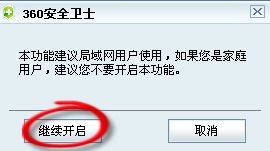 360安全卫士
本功能建议局域网用户使用，如果您是家庭
用户，建议您不要开启本功能。
继续开启
取消